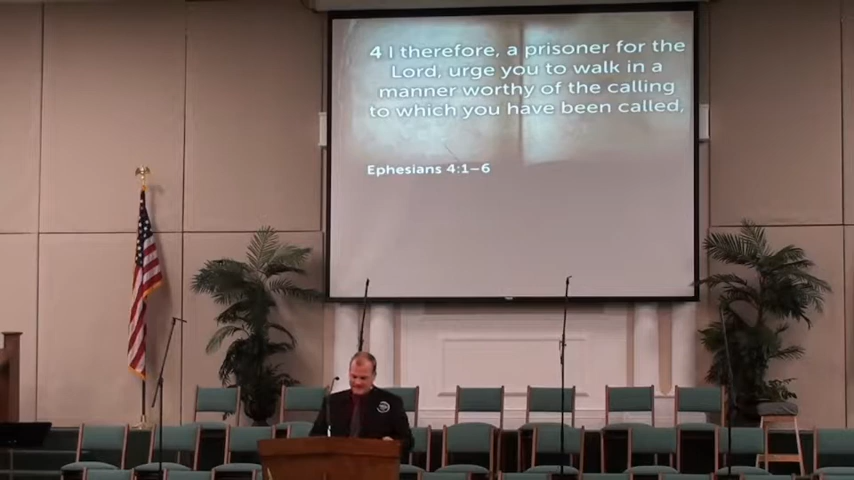 4 I therefore, a prisoner for the
Lord, urge you to walk in a
manner worthy of the calling
to which you have been called,
Ephesians 4:1–6